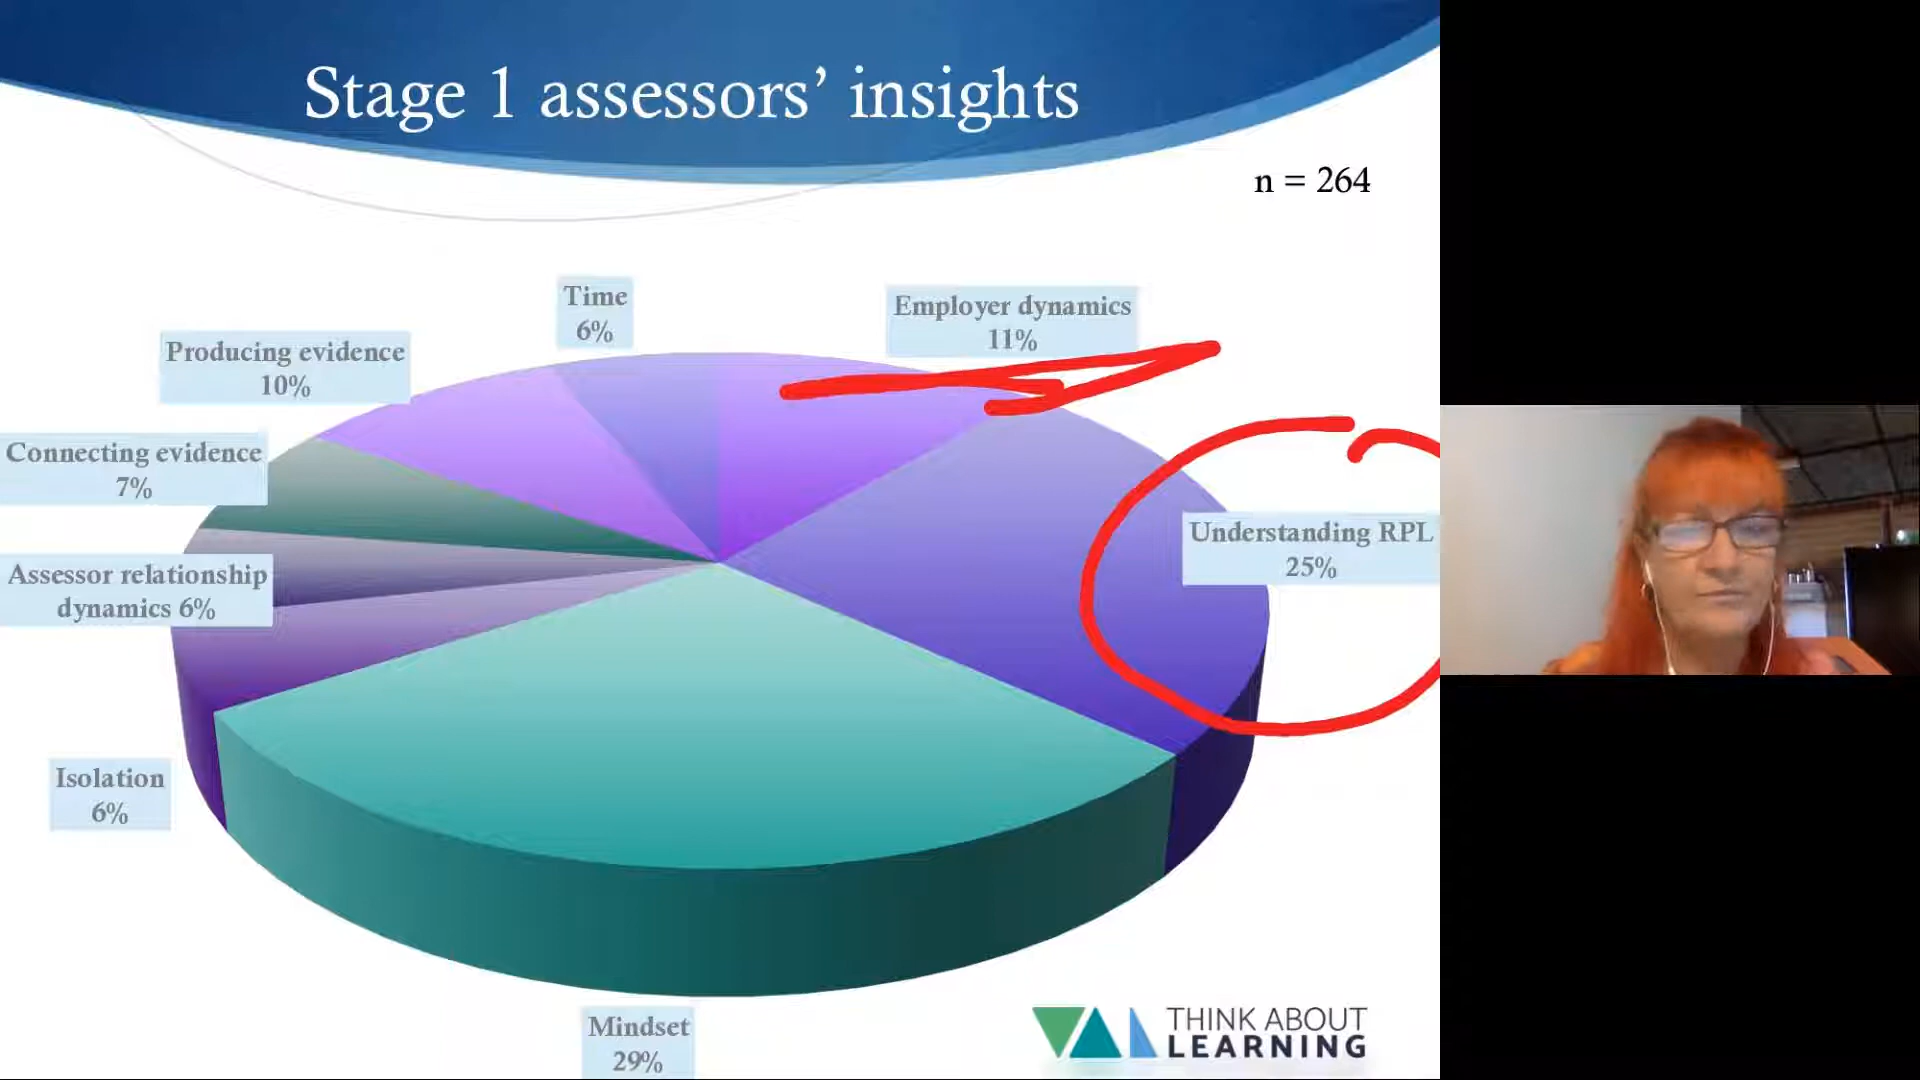 Stage 1 assessors’ insights
n = 264
Time
6%
Employer dynamics
11%
Producing evidence
10%
Connecting evidence
7%
Understanding RPL
25%
Assessor relationship
dynamics 6%
Isolation
6%
Mindset
29%
THINK ABOUT
LEARNING